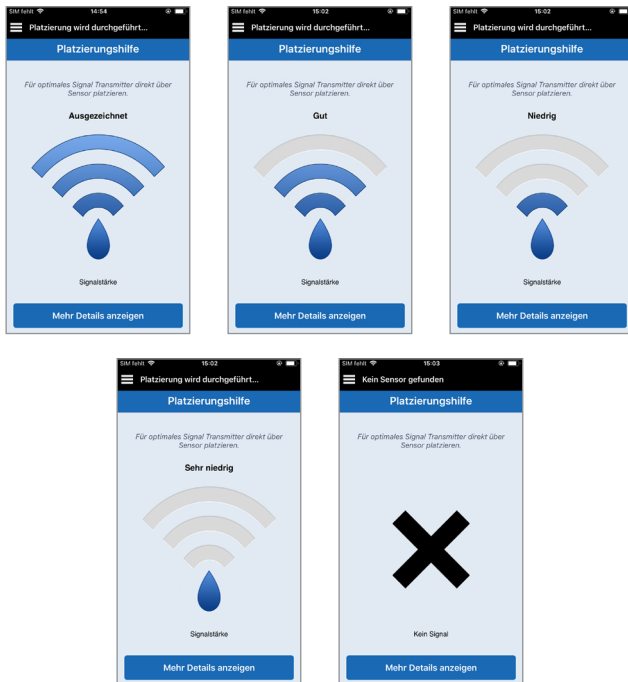 SIM fehlt 14:54
Platzierung wird durchgeführt...
Platzierungshilfe
Für optimales Signal Transmitter direkt über
Sensor platzieren.
Ausgezeichnet
Signalstärke
Mehr Details anzeigen
SIM fehlt 15:02
Platzierung wird durchgeführt...
Platzierungshilfe
Für optimales Signal Transmitter direkt über
Sensor platzieren.
Gut
Signalstärke
Mehr Details anzeigen
SIM fehlt 15:02
Platzierung wird durchgeführt...
Platzierungshilfe
Für optimales Signal Transmitter direkt über
Sensor platzieren.
Niedrig
Signalstärke
Mehr Details anzeigen
SIM fehlt 15:02
Platzierung wird durchgeführt...
Platzierungshilfe
Für optimales Signal Transmitter direkt über
Sensor platzieren.
Sehr niedrig
Signalstärke
Mehr Details anzeigen
SIM fehlt 15:03
Kein Sensor gefunden
Platzierungshilfe
Für optimales Signal Transmitter direkt über
Sensor platzieren.
Kein Signal
Mehr Details anzeigen